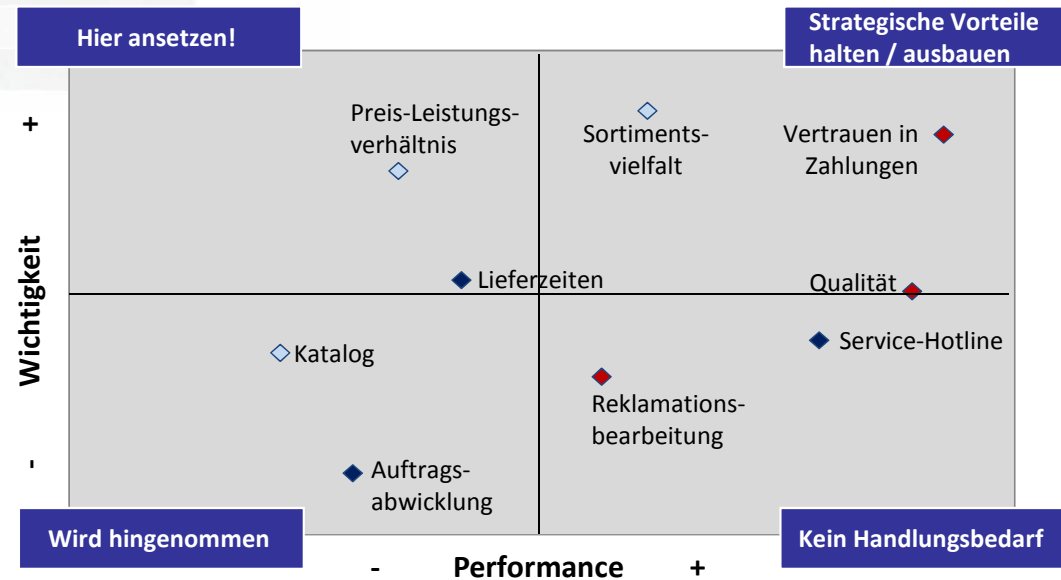 Hier ansetzen!
Strategische Vorteile
halten / ausbauen
+
Wichtigkeit
-
Preis-Leistungs-
verhältnis
Sortiments-
vielfalt
Vertrauen in
Zahlungen
Lieferzeiten
Qualität
Service-Hotline
Katalog
Reklamations-
bearbeitung
Auftrags-
abwicklung
Wird hingenommen
Kein Handlungsbedarf
- Performance +